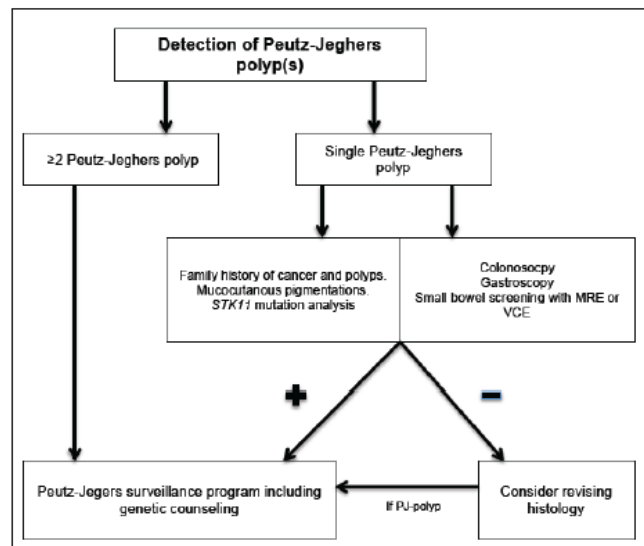 Detection of Peutz-Jeghers
polyp(s)
≥2 Peutz-Jeghers polyp
Single Peutz-Jeghers
polyp
Family history of cancer and polyps.
Mucocutanous pigmentations.
STK11 mutation analysis
Colonosocpy
Gastroscopy
Small bowel screening with MRE or
VCE
+
−
Peutz-Jegers surveillance program including
genetic counseling
If PJ-polyp
Consider revising
histology